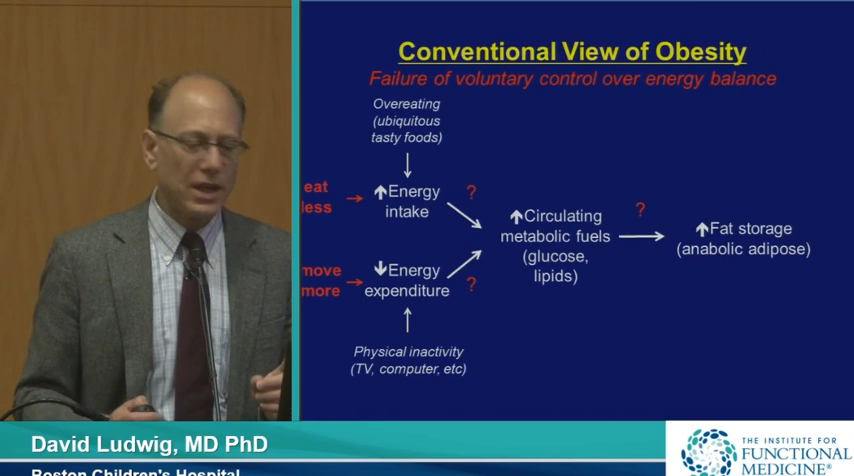 Conventional View of Obesity
Failure of voluntary control over energy balance
Overeating
(ubiquitous
tasty foods)
eat
less
↑Energy
intake
?
↑Circulating
metabolic fuels
(glucose,
lipids)
?
↑Fat storage
(anabolic adipose)
move
more
↓Energy
expenditure
?
Physical inactivity
(TV, computer, etc)
David Ludwig, MD PhD
Boston Children's Hospital
THE INSTITUTE FOR
FUNCTIONAL
MEDICINE®